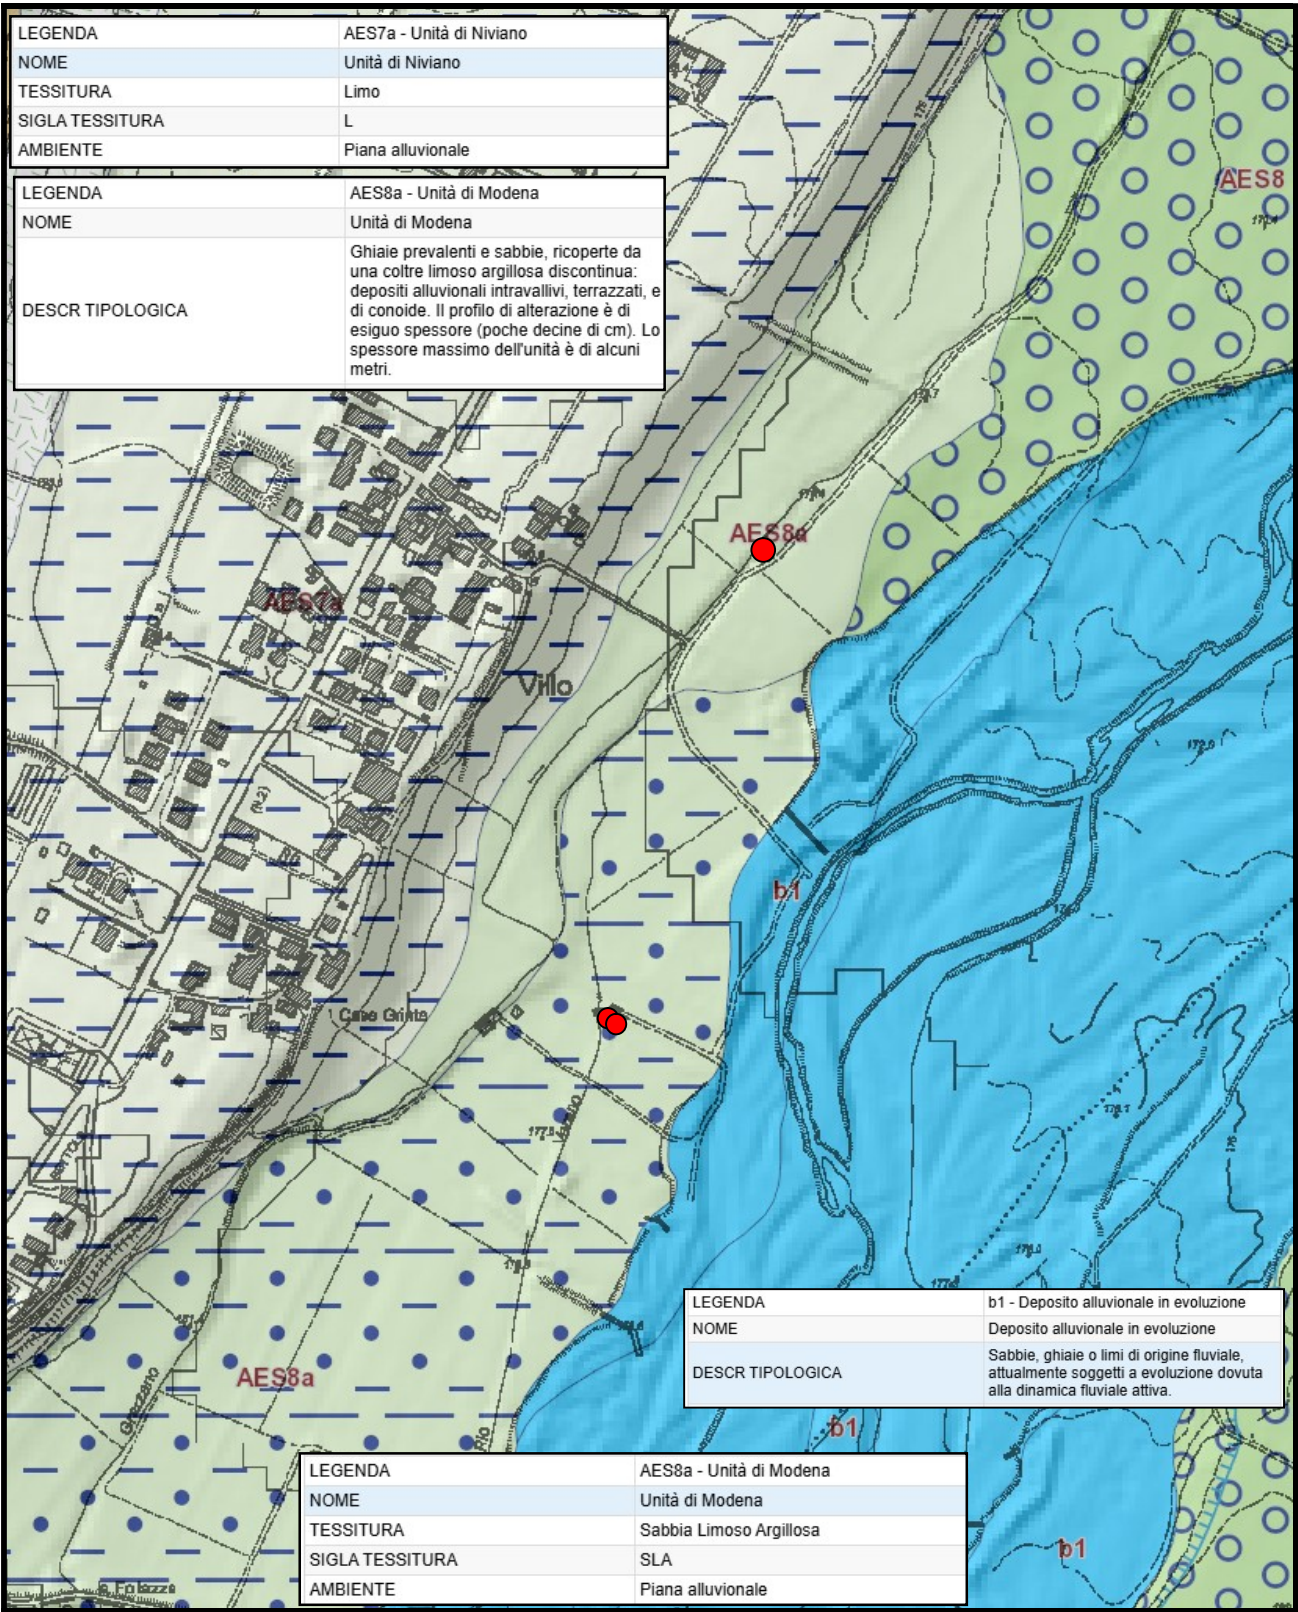 LEGENDA AES7a - Unità di Niviano
NOME Unità di Niviano
TESSITURA Limo
SIGLA TESSITURA L
AMBIENTE Piana alluvionale
LEGENDA AES8a - Unità di Modena
NOME Unità di Modena
DESCR TIPOLOGICA Ghiaie prevalenti e sabbie, ricoperte da
una coltre limoso argillosa discontinua:
depositi alluvionali intravallivi, terrazzati, e
di conoide. Il profilo di alterazione è di
esiguo spessore (poche decine di cm). Lo
spessore massimo dell'unità è di alcuni
metri.
AES8
AES8a
AES7a
Villo
b1
Case Grinta
AES8a
Grazzano
Rio
LEGENDA b1 - Deposito alluvionale in evoluzione
NOME Deposito alluvionale in evoluzione
DESCR TIPOLOGICA Sabbie, ghiaie o limi di origine fluviale,
attualmente soggetti a evoluzione dovuta
alla dinamica fluviale attiva.
b1
LEGENDA AES8a - Unità di Modena
NOME Unità di Modena
TESSITURA Sabbia Limoso Argillosa
SIGLA TESSITURA SLA
AMBIENTE Piana alluvionale
b1